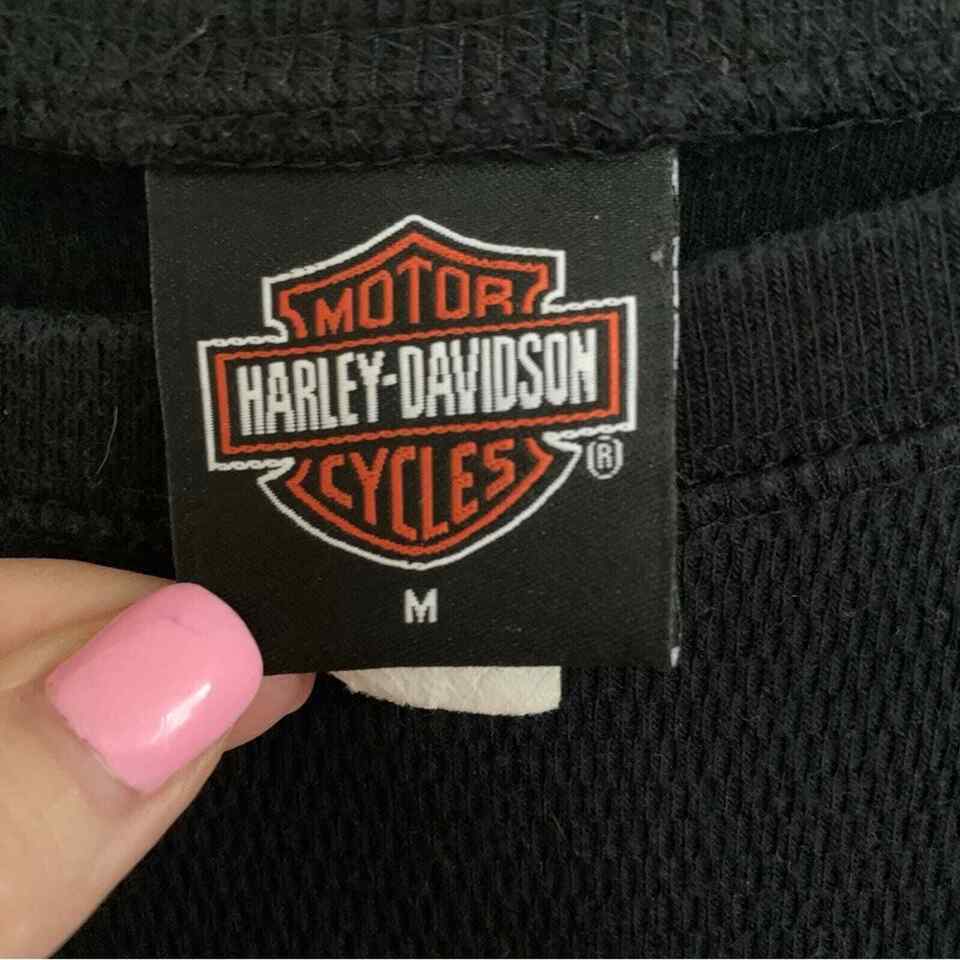 MOTOR
HARLEY-DAVIDSON
CYCLES
®
M